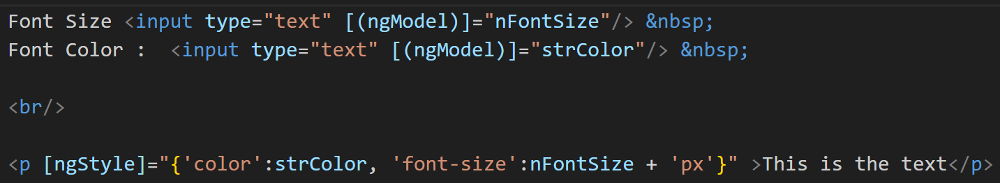 Font Size <input type="text" [(ngModel)]="nFontSize"/> &nbsp;
Font Color :  <input type="text" [(ngModel)]="strColor"/> &nbsp;
<br/>
<p [ngStyle]="{'color':strColor, 'font-size':nFontSize + 'px'}" >This is the text</p>